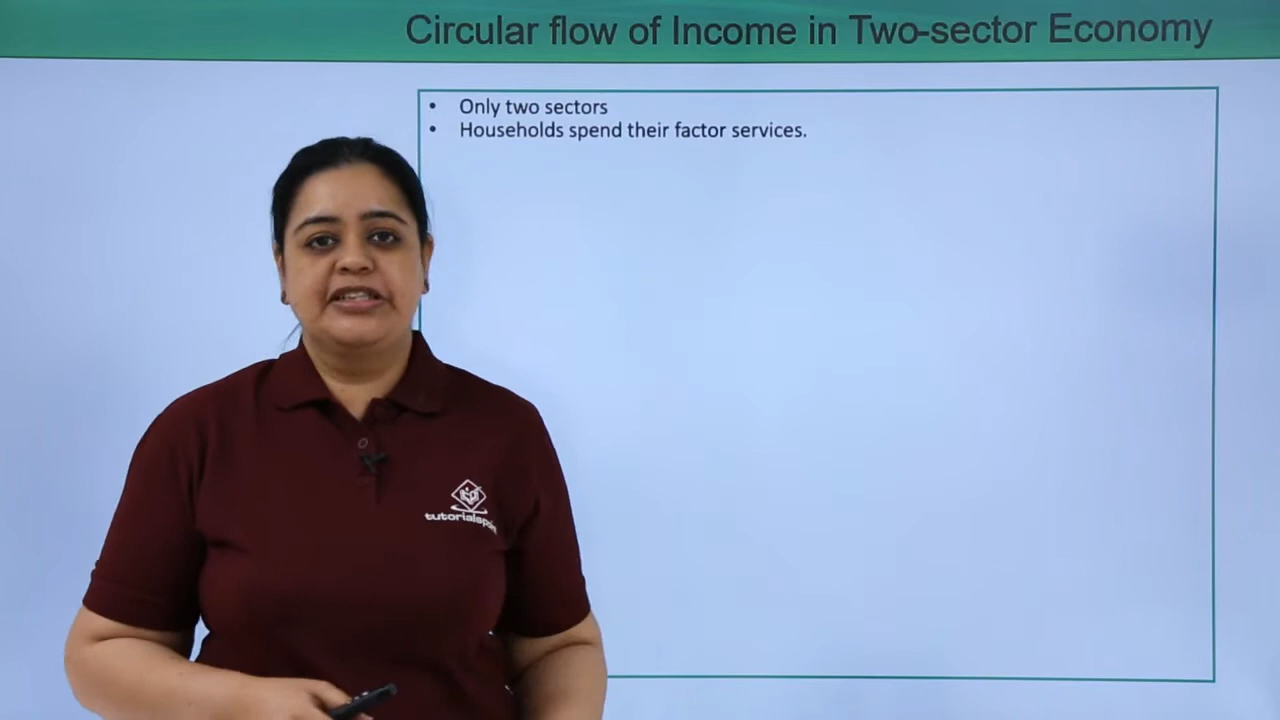 Circular flow of Income in Two-sector Economy
• Only two sectors
• Households spend their factor services.
tutorialspoint